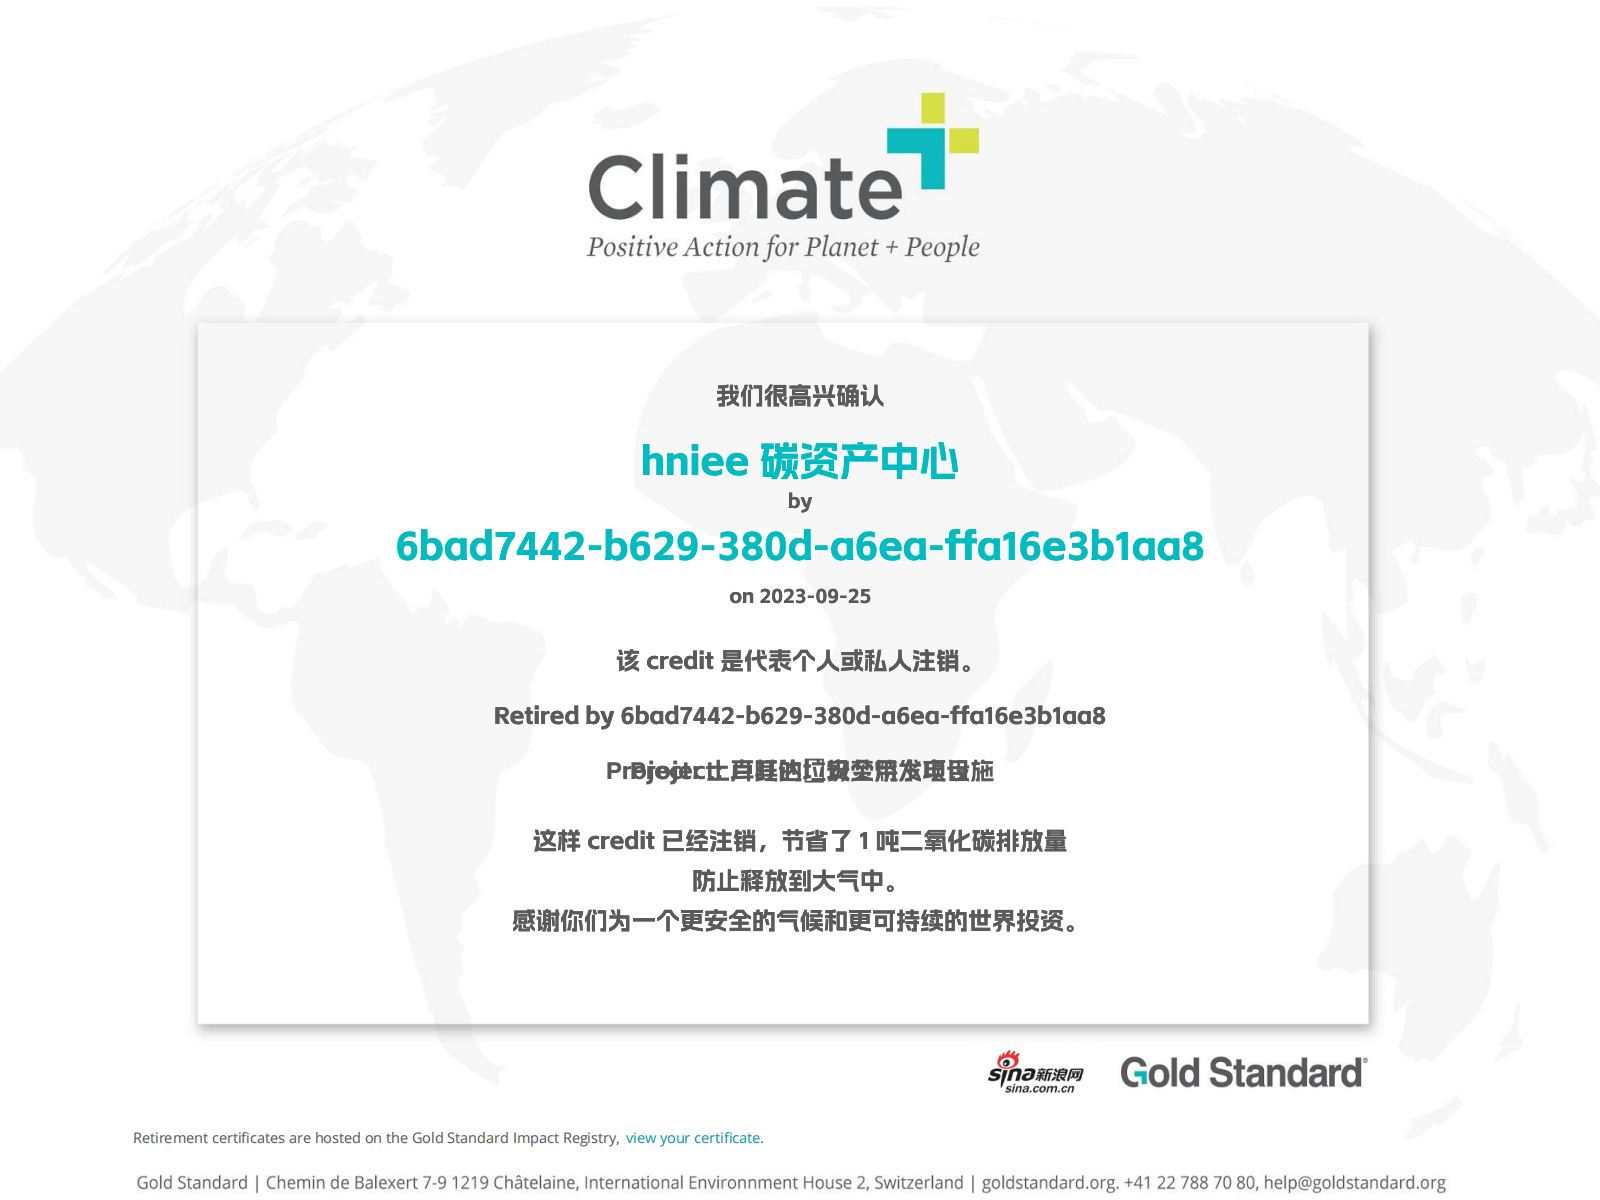 Climate
Positive Action for Planet + People
我们很高兴确认
hniee 碳资产中心
by
6bad7442-b629-380d-a6ea-ffa16e3b1aa8
on 2023-09-25
该 credit 是代表个人或私人注销。
Retired by 6bad7442-b629-380d-a6ea-ffa16e3b1aa8
Project:
这样 credit 已经注销，节省了 1 吨二氧化碳排放量
防止释放到大气中。
感谢你们为一个更安全的气候和更可持续的世界投资。
sina新浪网
sina.com.cn
Gold Standard®
Retirement certificates are hosted on the Gold Standard Impact Registry, view your certificate.
Gold Standard | Chemin de Balexert 7-9 1219 Châtelaine, International Environnment House 2, Switzerland | goldstandard.org. +41 22 788 70 80, help@goldstandard.org